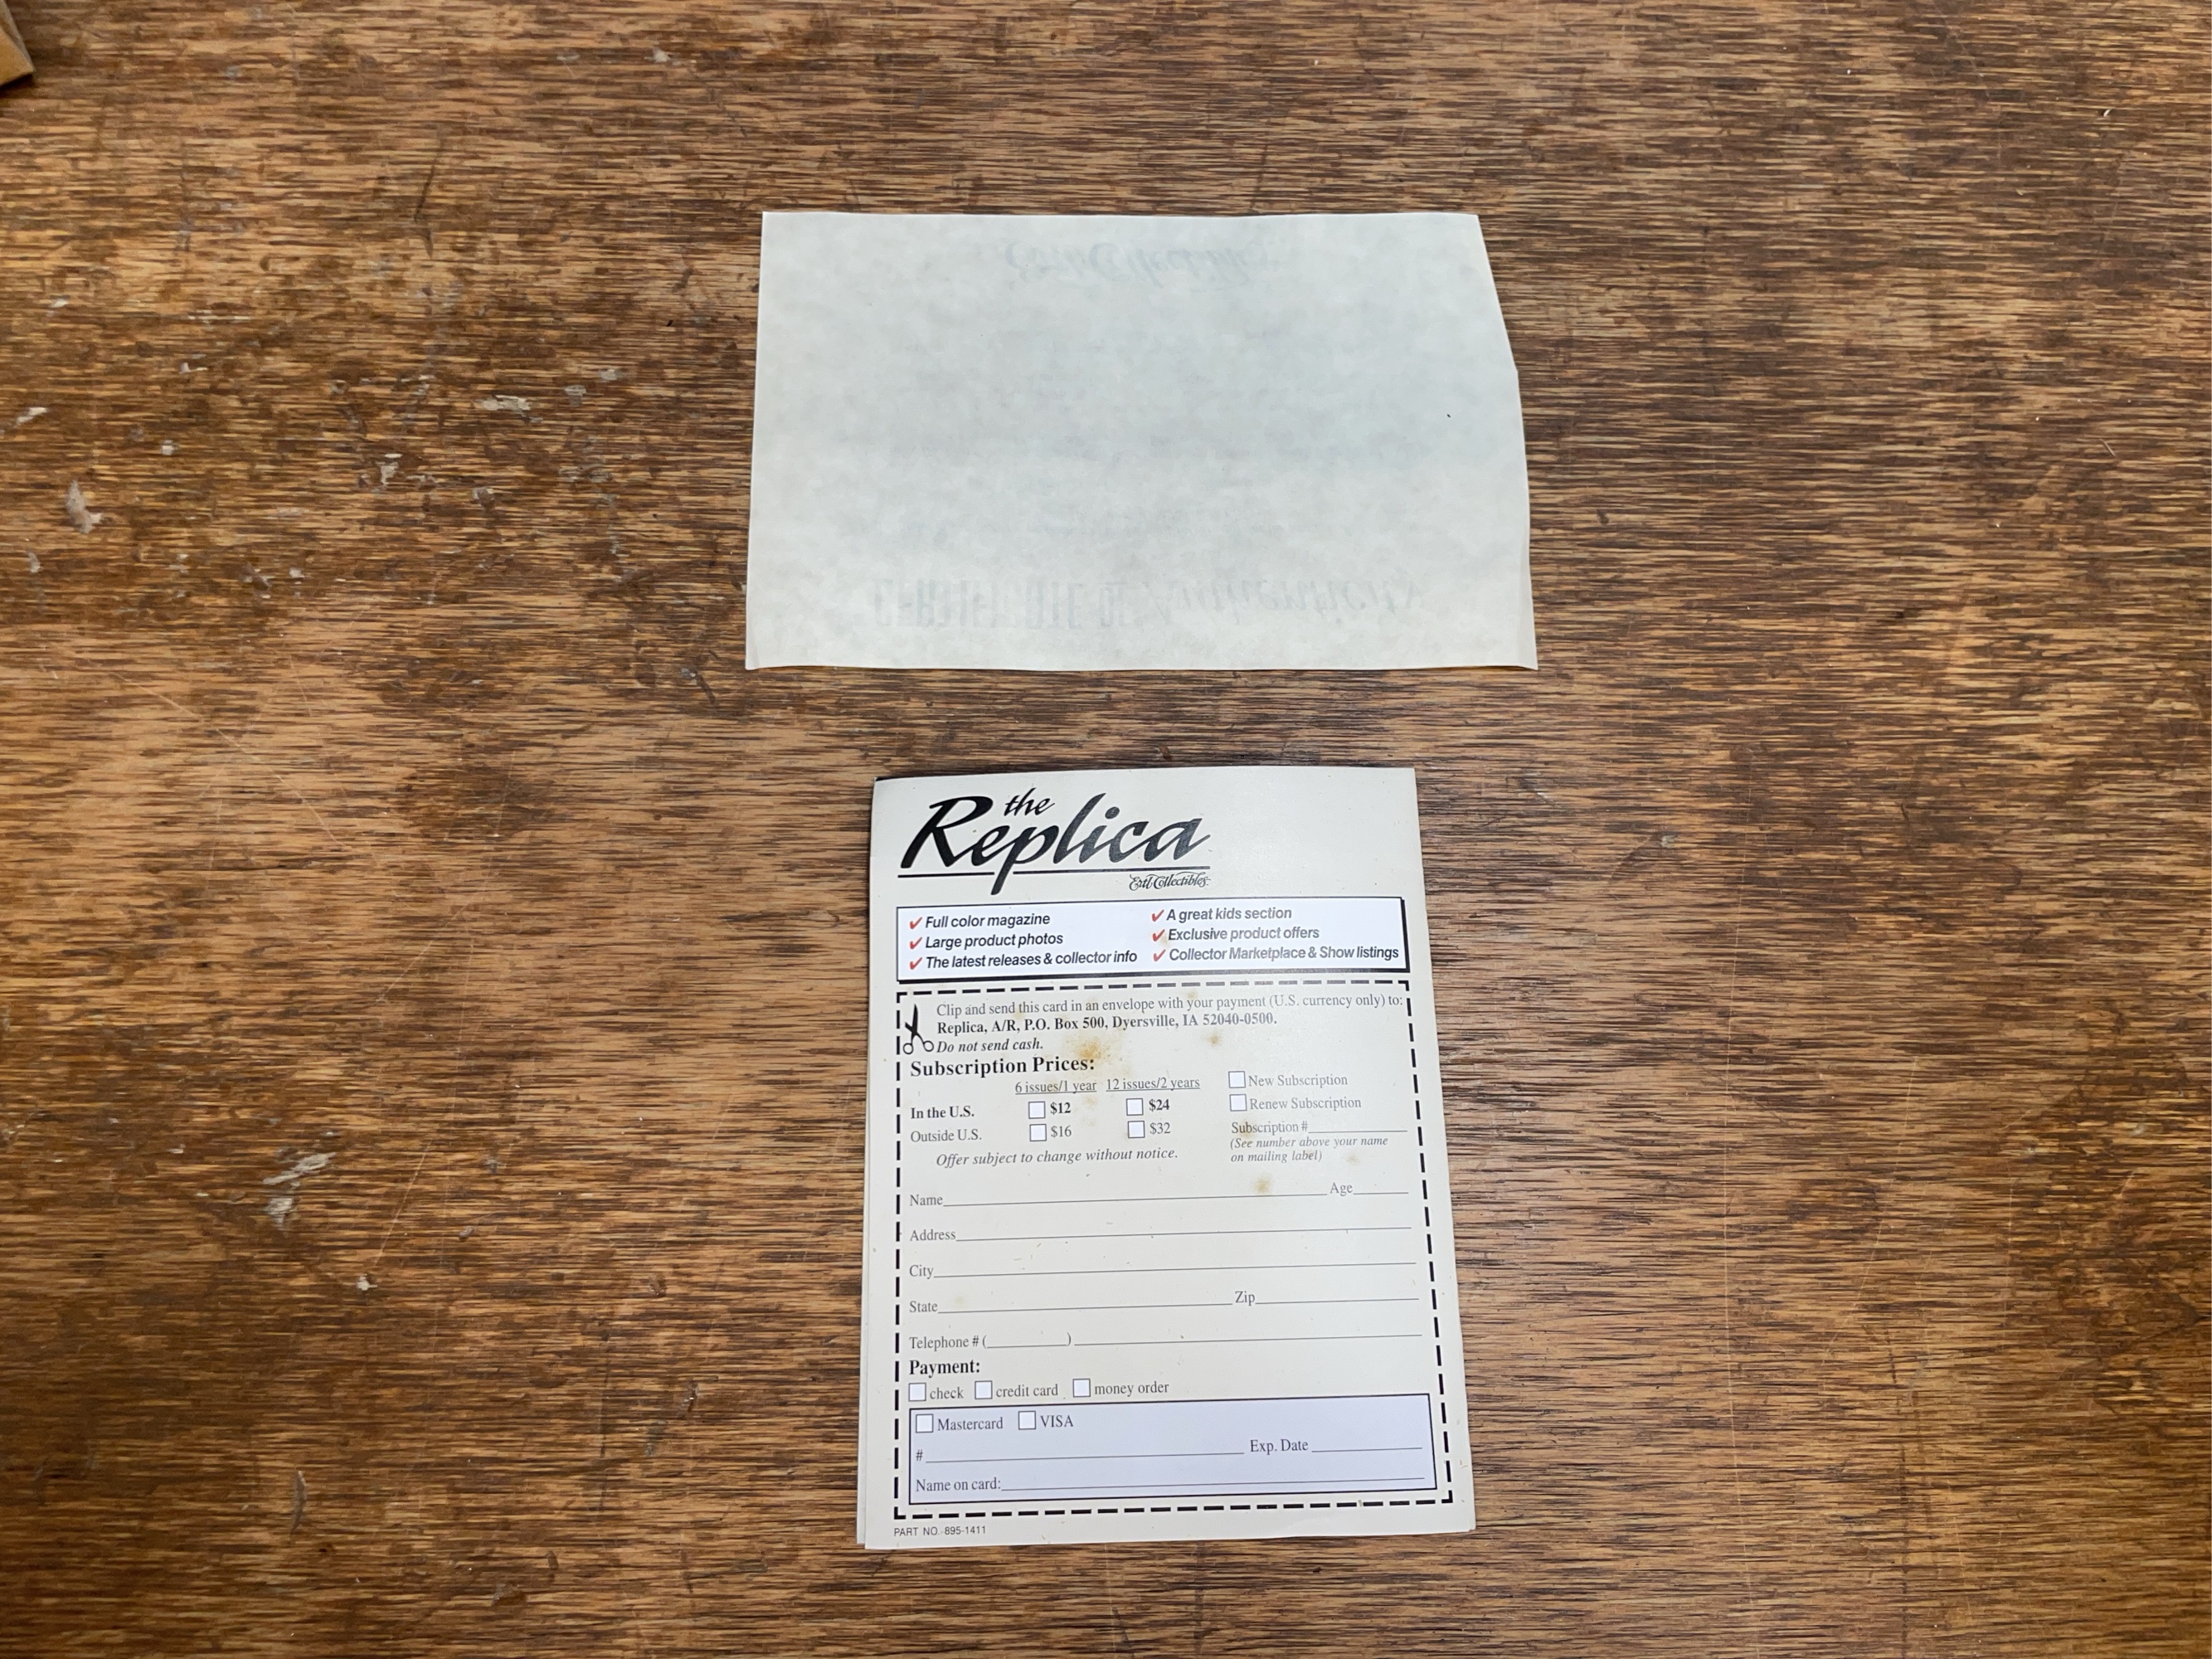 the
Replica
Ertl Collectibles
✓ Full color magazine
✓ Large product photos
✓ The latest releases & collector info
✓ A great kids section
✓ Exclusive product offers
✓ Collector Marketplace & Show listings
Clip and send this card in an envelope with your payment (U.S. currency only) to:
Replica, A/R, P.O. Box 500, Dyersville, IA 52040-0500.
Do not send cash.
Subscription Prices:
6 issues/1 year 12 issues/2 years
In the U.S. $12 $24
Outside U.S. $16 $32
Offer subject to change without notice.
New Subscription
Renew Subscription
Subscription #
(See number above your name
on mailing label)
Name Age
Address
City
State Zip
Telephone # ( )
Payment:
check credit card money order
Mastercard VISA
# Exp. Date
Name on card:
PART NO. 895-1411